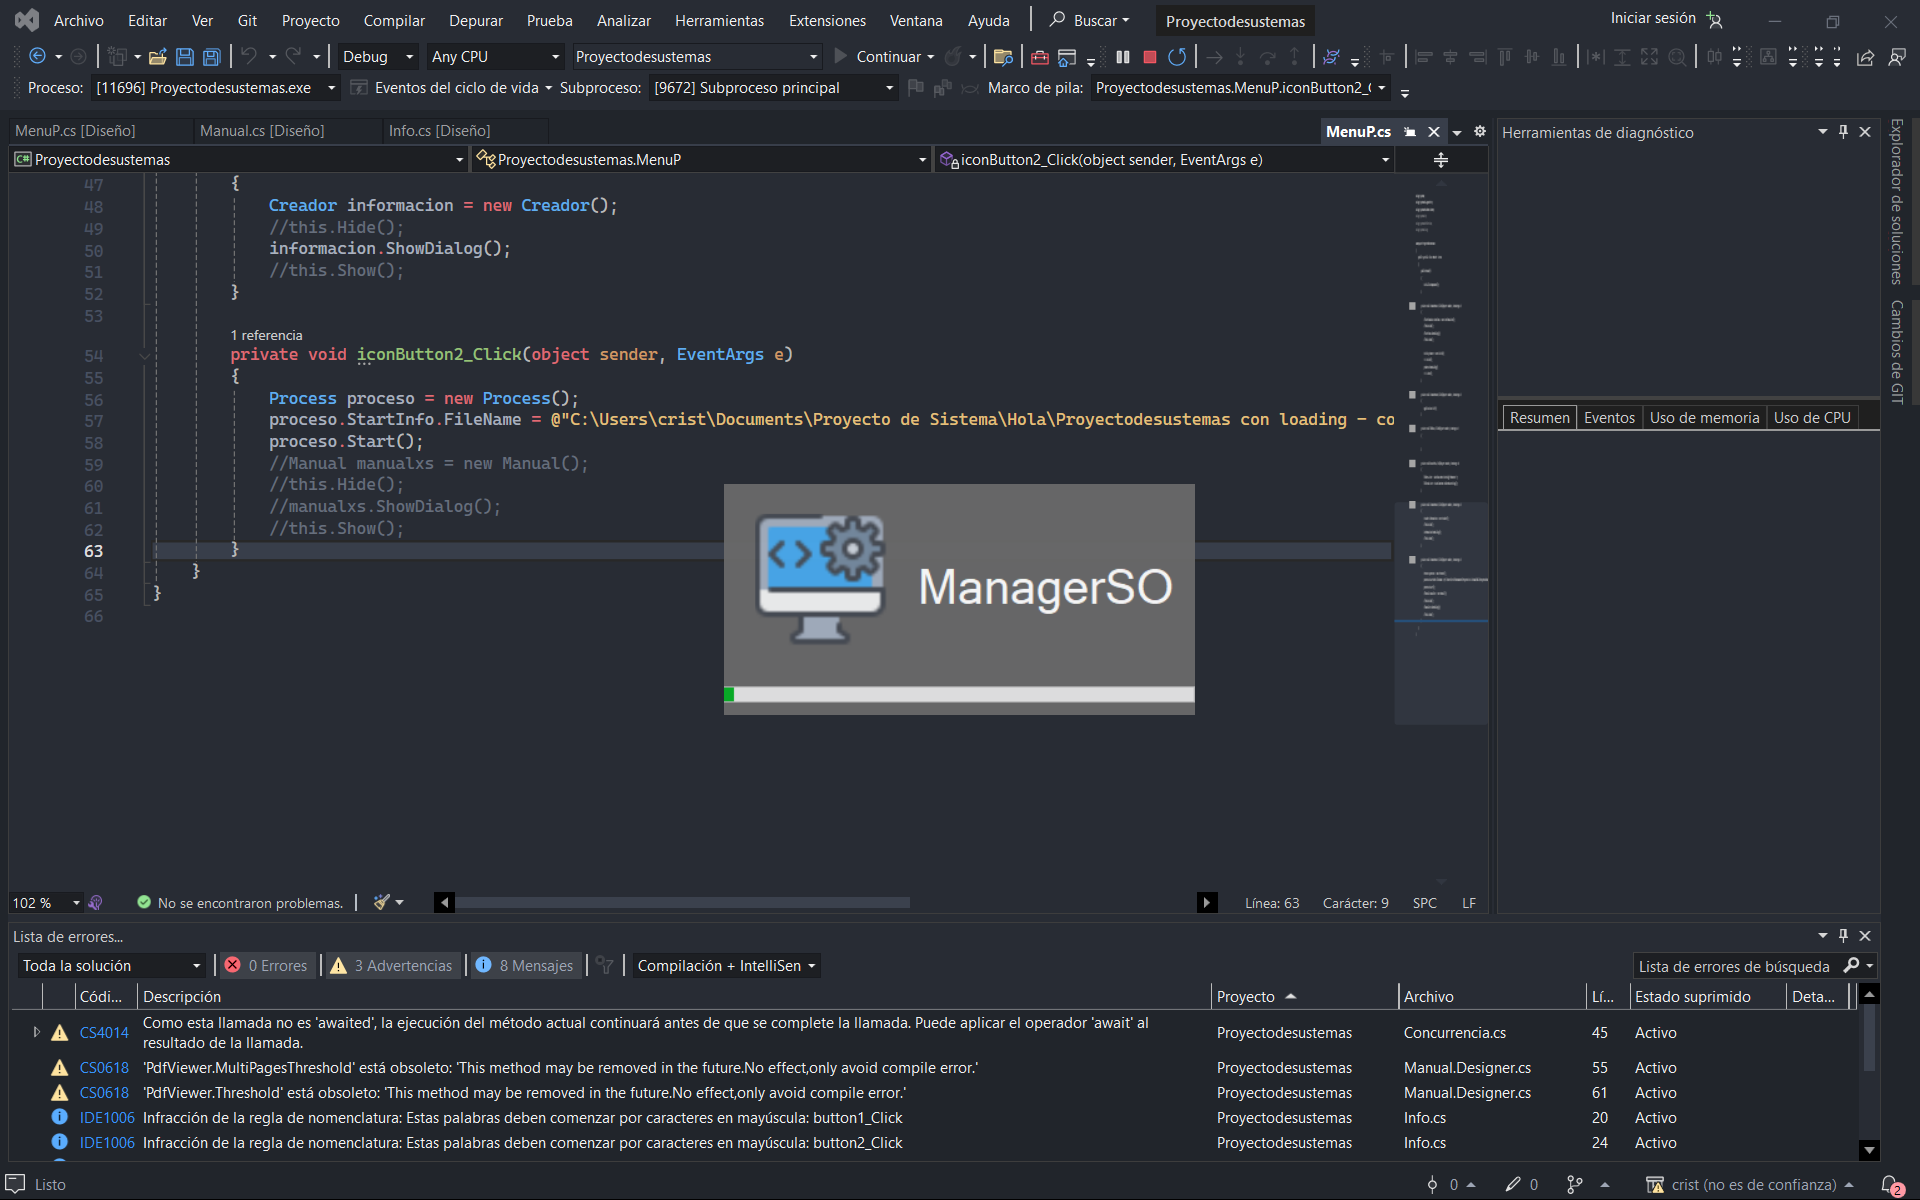 Archivo Editar Ver Git Proyecto Compilar Depurar Prueba Analizar Herramientas Extensiones Ventana Ayuda Buscar Proyectodesustemas Iniciar sesión
Debug Any CPU Proyectodesustemas Continuar
Proceso: [11696] Proyectodesustemas.exe Eventos del ciclo de vida Subproceso: [9672] Subproceso principal Marco de pila: Proyectodesustemas.MenuP.iconButton2_(
MenuP.cs [Diseño] Manual.cs [Diseño] Info.cs [Diseño] MenuP.cs
Proyectodesustemas Proyectodesustemas.MenuP iconButton2_Click(object sender, EventArgs e)
47 {
48 Creador informacion = new Creador();
49 //this.Hide();
50 informacion.ShowDialog();
51 //this.Show();
52 }
53
1 referencia
54 private void iconButton2_Click(object sender, EventArgs e)
55 {
56 Process proceso = new Process();
57 proceso.StartInfo.FileName = @"C:\Users\crist\Documents\Proyecto de Sistema\Hola\Proyectodesustemas con loading - co
58 proceso.Start();
59 //Manual manualxs = new Manual();
60 //this.Hide();
61 //manualxs.ShowDialog();
62 //this.Show();
63 }
64 }
65 }
66
ManagerSO
Herramientas de diagnóstico
Resumen Eventos Uso de memoria Uso de CPU
Explorador de soluciones
Cambios de GIT
102 % No se encontraron problemas. Línea: 63 Carácter: 9 SPC LF
Lista de errores...
Toda la solución 0 Errores 3 Advertencias 8 Mensajes Compilación + IntelliSen Lista de errores de búsqueda
Códi... Descripción Proyecto Archivo Lí... Estado suprimido Deta...
CS4014 Como esta llamada no es 'awaited', la ejecución del método actual continuará antes de que se complete la llamada. Puede aplicar el operador 'await' al
resultado de la llamada. Proyectodesustemas Concurrencia.cs 45 Activo
CS0618 'PdfViewer.MultiPagesThreshold' está obsoleto: 'This method may be removed in the future.No effect,only avoid compile error.' Proyectodesustemas Manual.Designer.cs 55 Activo
CS0618 'PdfViewer.Threshold' está obsoleto: 'This method may be removed in the future.No effect,only avoid compile error.' Proyectodesustemas Manual.Designer.cs 61 Activo
IDE1006 Infracción de la regla de nomenclatura: Estas palabras deben comenzar por caracteres en mayúscula: button1_Click Proyectodesustemas Info.cs 20 Activo
IDE1006 Infracción de la regla de nomenclatura: Estas palabras deben comenzar por caracteres en mayúscula: button2_Click Proyectodesustemas Info.cs 24 Activo
Listo 0 0 crist (no es de confianza) 2